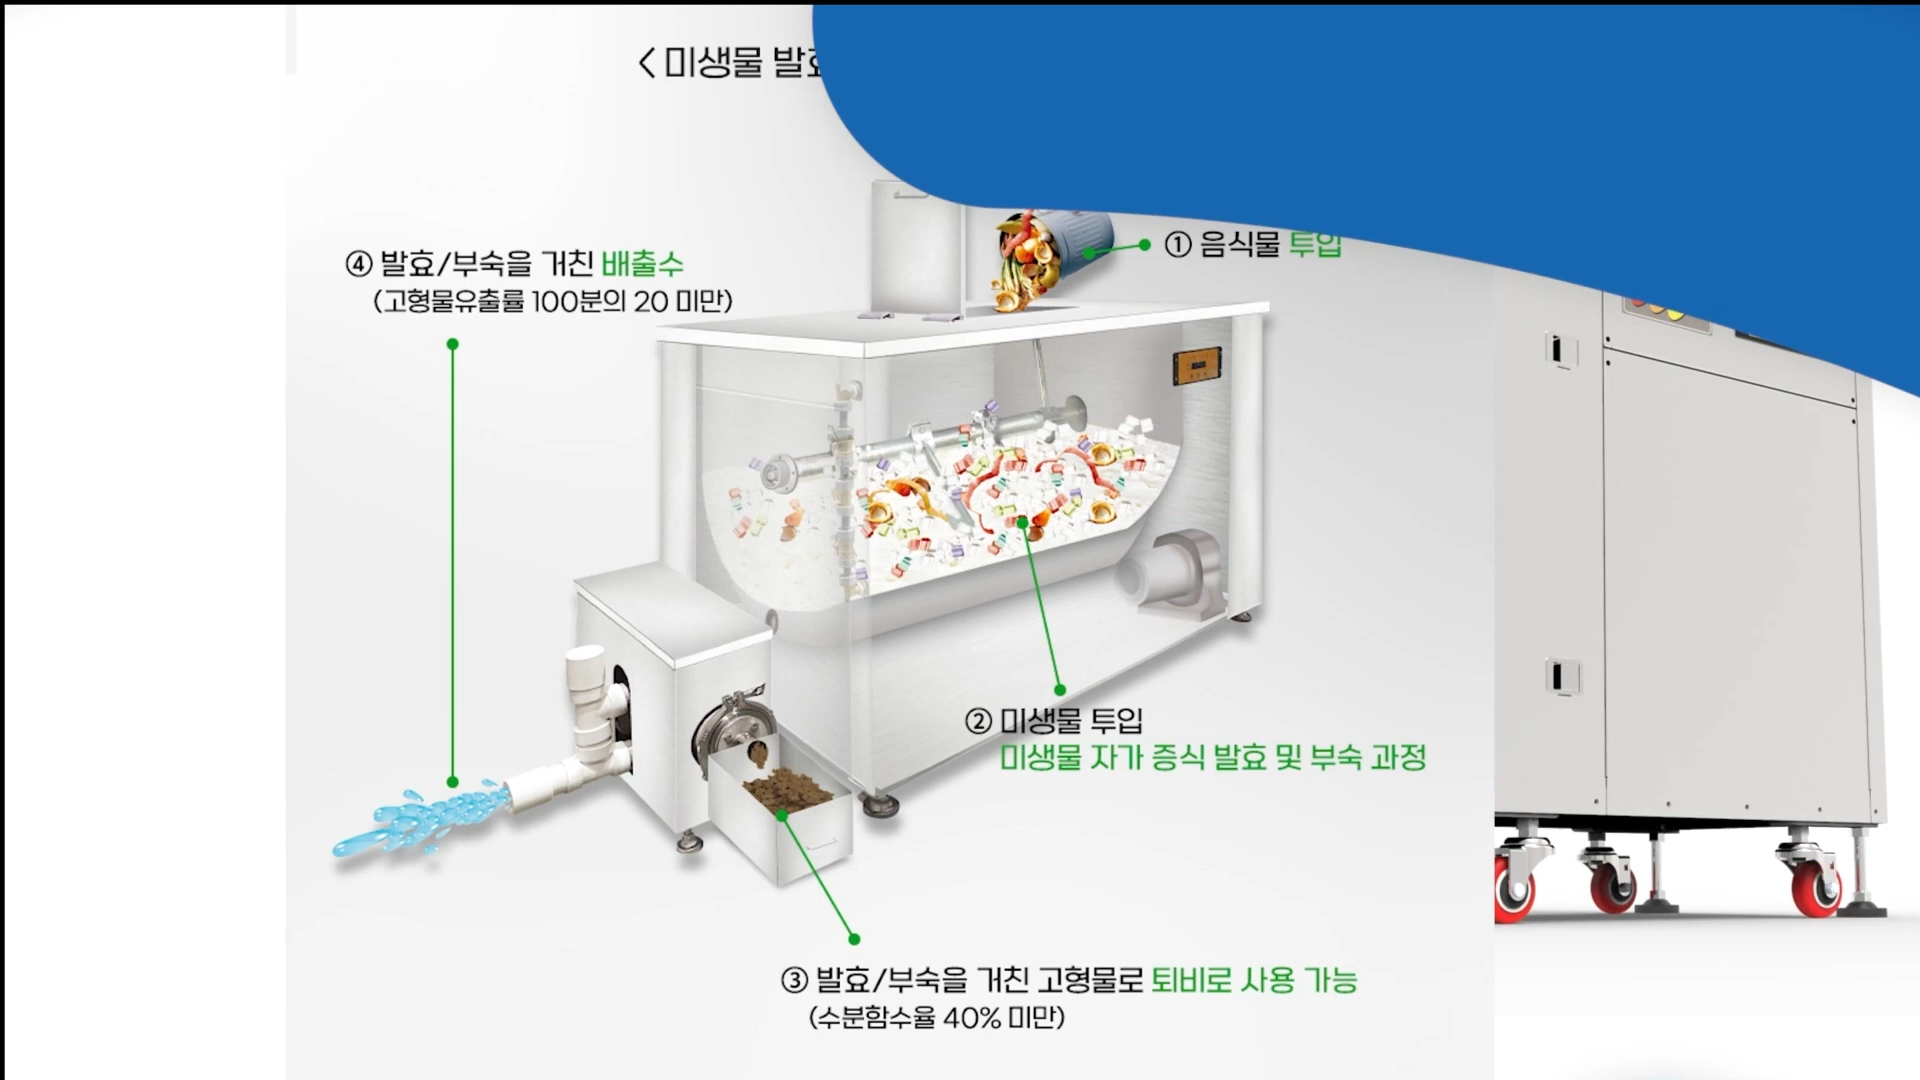 < 미생물
① 음식물 투입
④ 발효/부숙을 거친 배출수
(고형물유출률 100분의 20 미만)
② 미생물 투입
미생물 자가 증식 발효 및 부숙 과정
③ 발효/부숙을 거친 고형물로 퇴비로 사용 가능
(수분함수율 40% 미만)